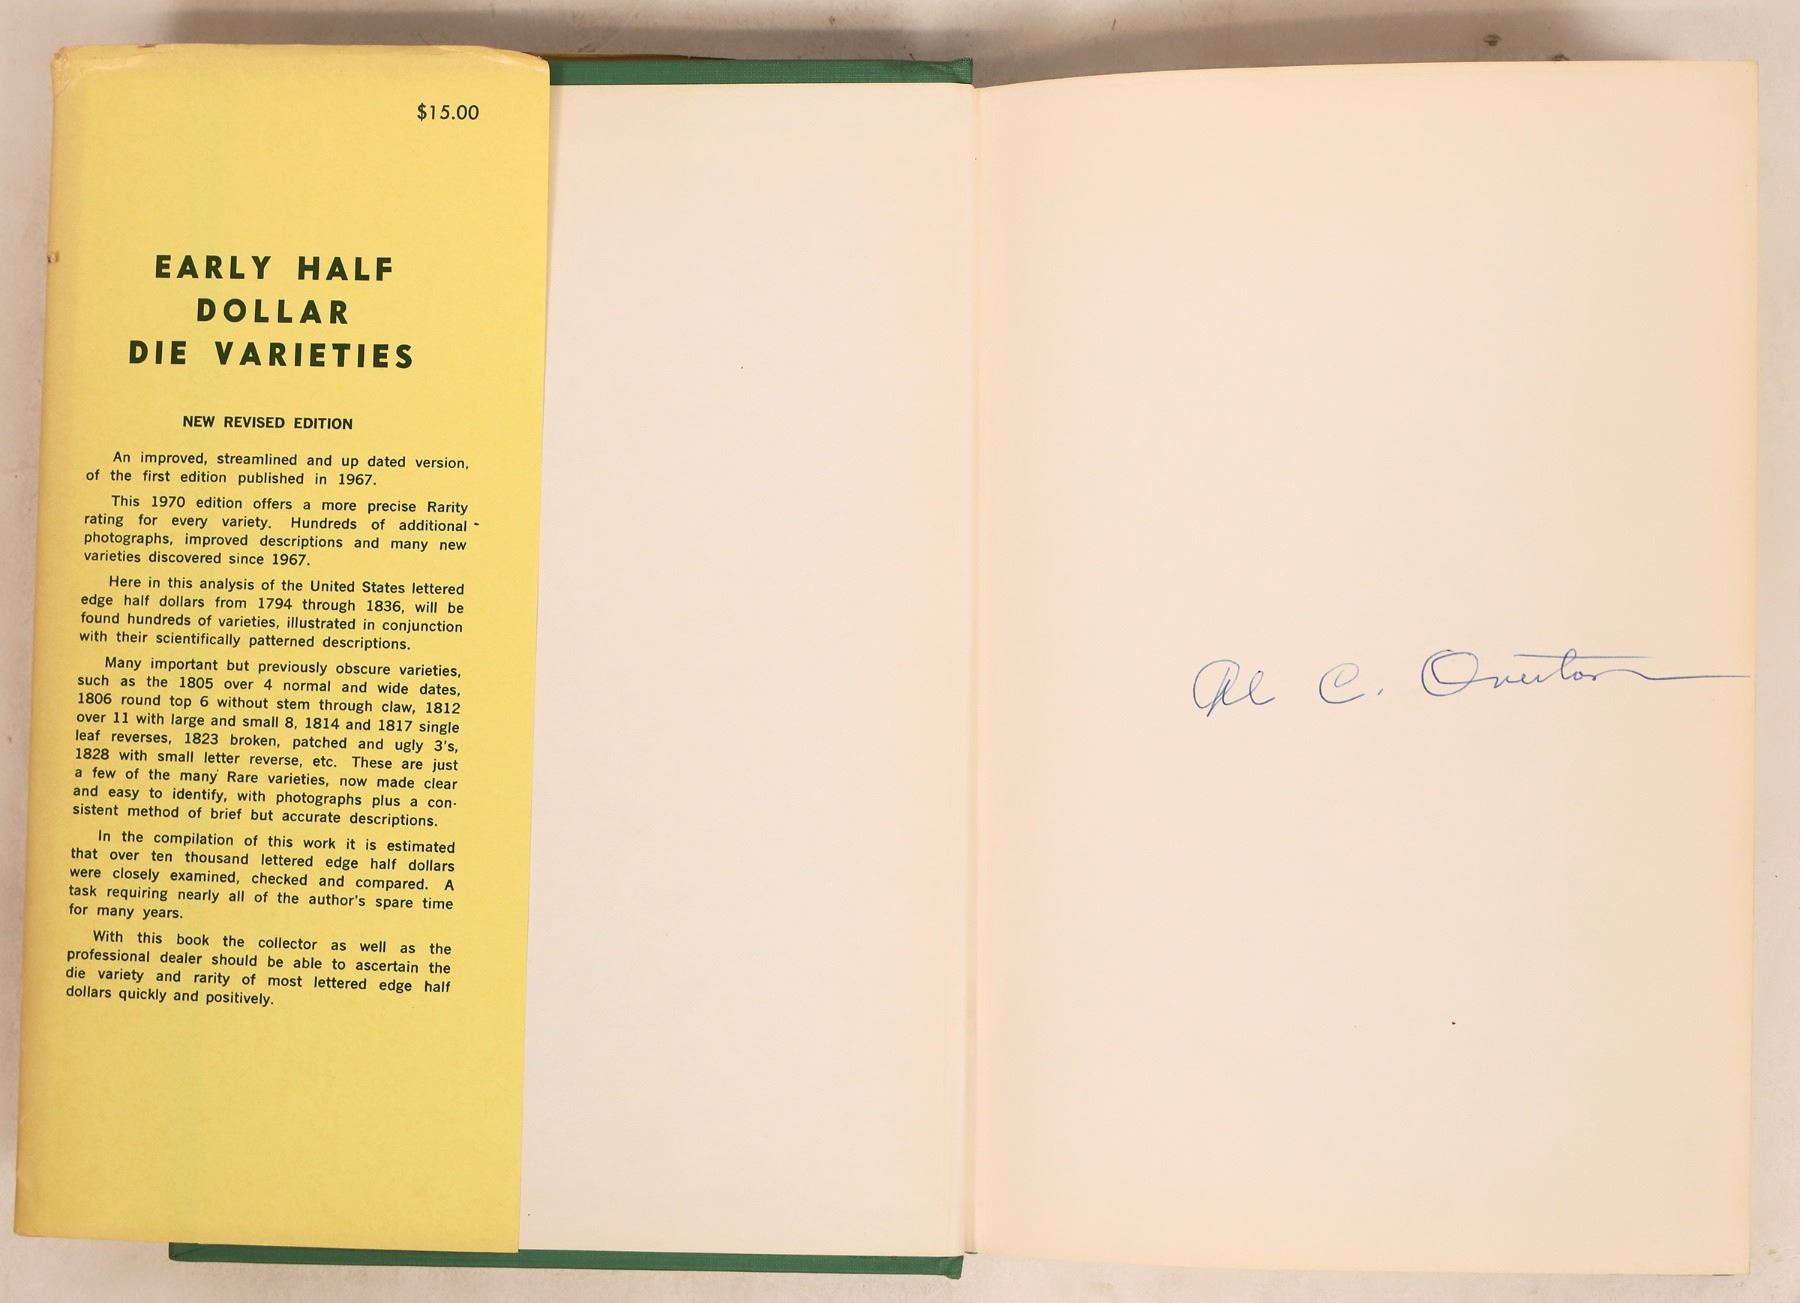 $15.00
EARLY HALF
DOLLAR
DIE VARIETIES
NEW REVISED EDITION
An improved, streamlined and up dated version,
of the first edition published in 1967.
This 1970 edition offers a more precise Rarity
rating for every variety. Hundreds of additional
photographs, improved descriptions and many new
varieties discovered since 1967.
Here in this analysis of the United States lettered
edge half dollars from 1794 through 1836, will be
found hundreds of varieties, illustrated in conjunction
with their scientifically patterned descriptions.
Many important but previously obscure varieties,
such as the 1805 over 4 normal and wide dates,
1806 round top 6 without stem through claw, 1812
over 11 with large and small 8, 1814 and 1817 single
leaf reverses, 1823 broken, patched and ugly 3's,
1828 with small letter reverse, etc. These are just
a few of the many Rare varieties, now made clear
and easy to identify, with photographs plus a con-
sistent method of brief but accurate descriptions.
In the compilation of this work it is estimated
that over ten thousand lettered edge half dollars
were closely examined, checked and compared. A
task requiring nearly all of the author's spare time
for many years.
With this book the collector as well as the
professional dealer should be able to ascertain the
die variety and rarity of most lettered edge half
dollars quickly and positively.
Al C. Overton